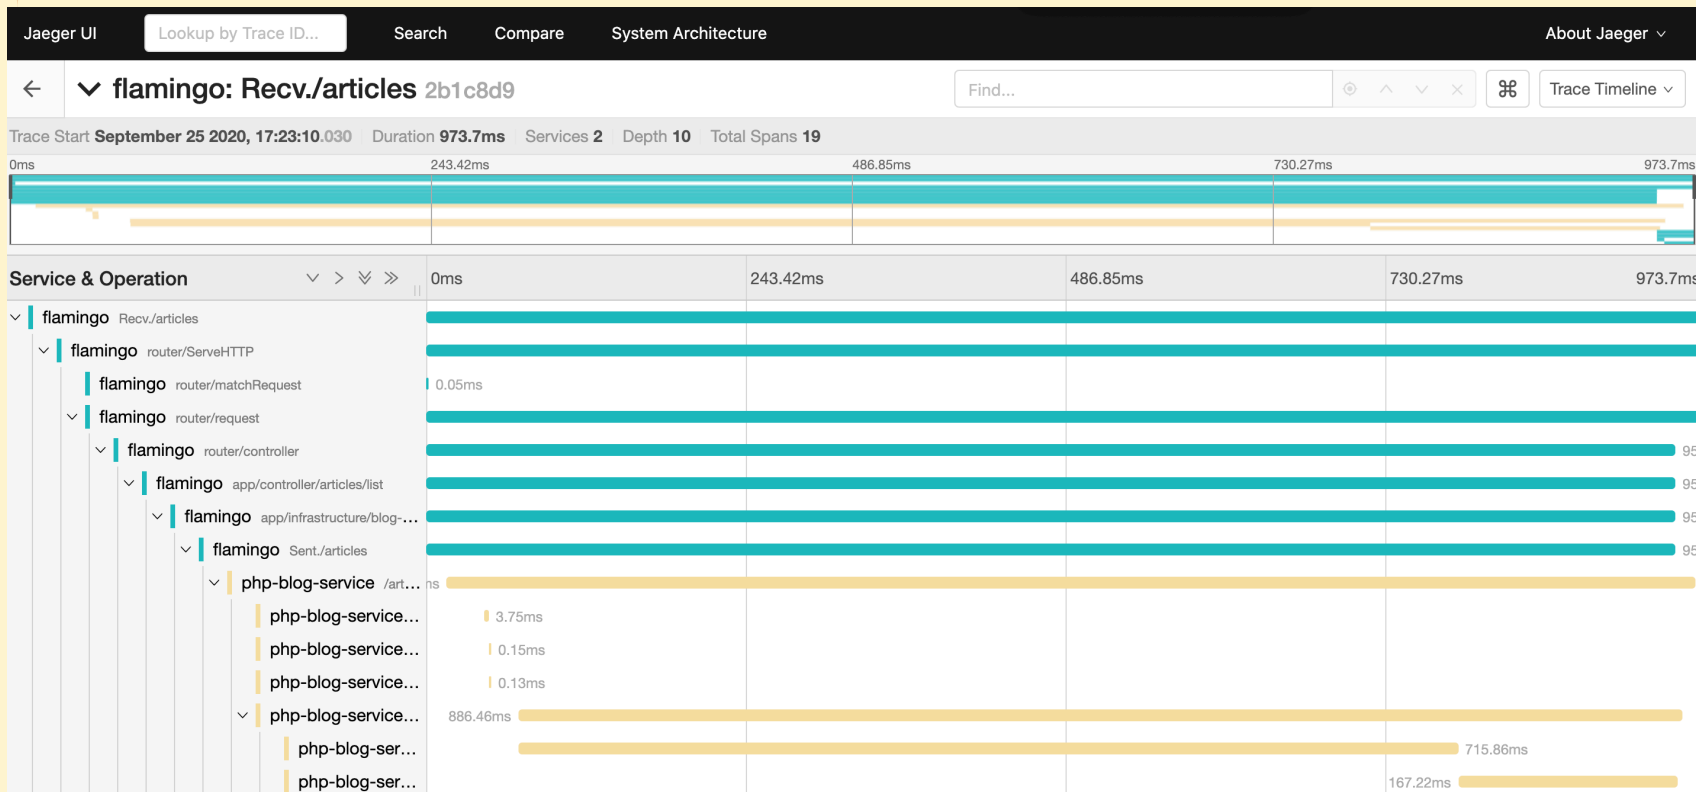 Jaeger UI Lookup by Trace ID... Search Compare System Architecture About Jaeger
flamingo: Recv./articles 2b1c8d9 Find... Trace Timeline
Trace Start September 25 2020, 17:23:10.030 Duration 973.7ms Services 2 Depth 10 Total Spans 19
0ms 243.42ms 486.85ms 730.27ms 973.7ms
Service & Operation 0ms 243.42ms 486.85ms 730.27ms 973.7ms
flamingo Recv./articles
flamingo router/ServeHTTP
flamingo router/matchRequest 0.05ms
flamingo router/request
flamingo router/controller 95
flamingo app/controller/articles/list 95
flamingo app/infrastructure/blog-... 95
flamingo Sent./articles 95
php-blog-service /art... ms
php-blog-service... 3.75ms
php-blog-service... 0.15ms
php-blog-service... 0.13ms
php-blog-service... 886.46ms
php-blog-ser... 715.86ms
php-blog-ser... 167.22ms